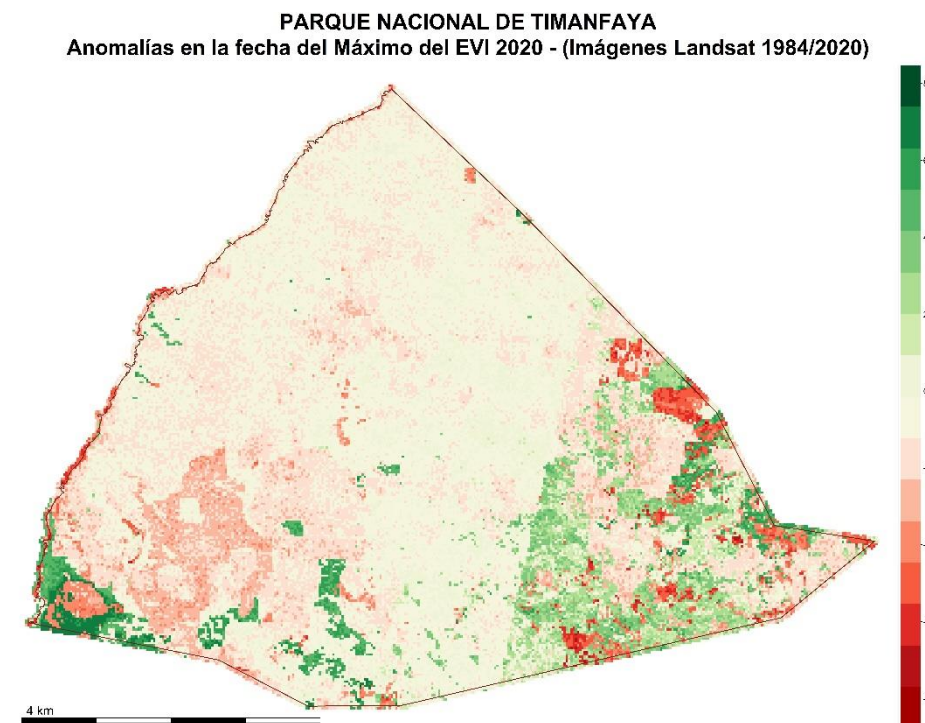 PARQUE NACIONAL DE TIMANFAYA
Anomalías en la fecha del Máximo del EVI 2020 - (Imágenes Landsat 1984/2020)
4 km